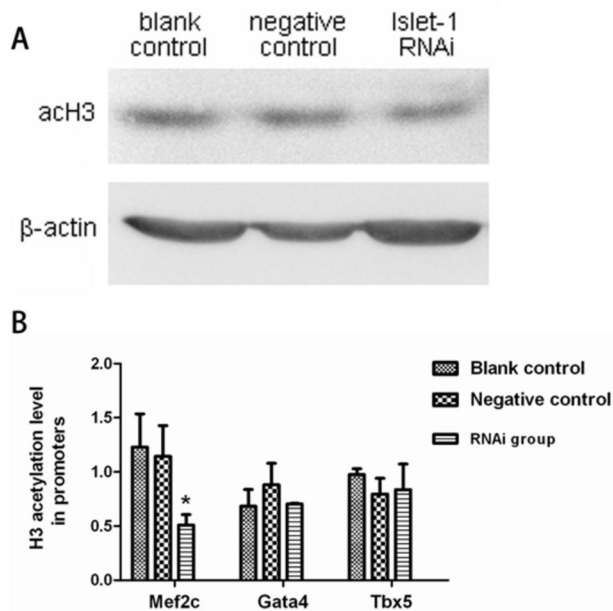 A
blank control
negative control
Islet-1 RNAi
acH3
β-actin
B
H3 acetylation level
in promoters
2.0
1.5
1.0
0.5
0.0
*
Mef2c
Gata4
Tbx5
Blank control
Negative control
RNAi group